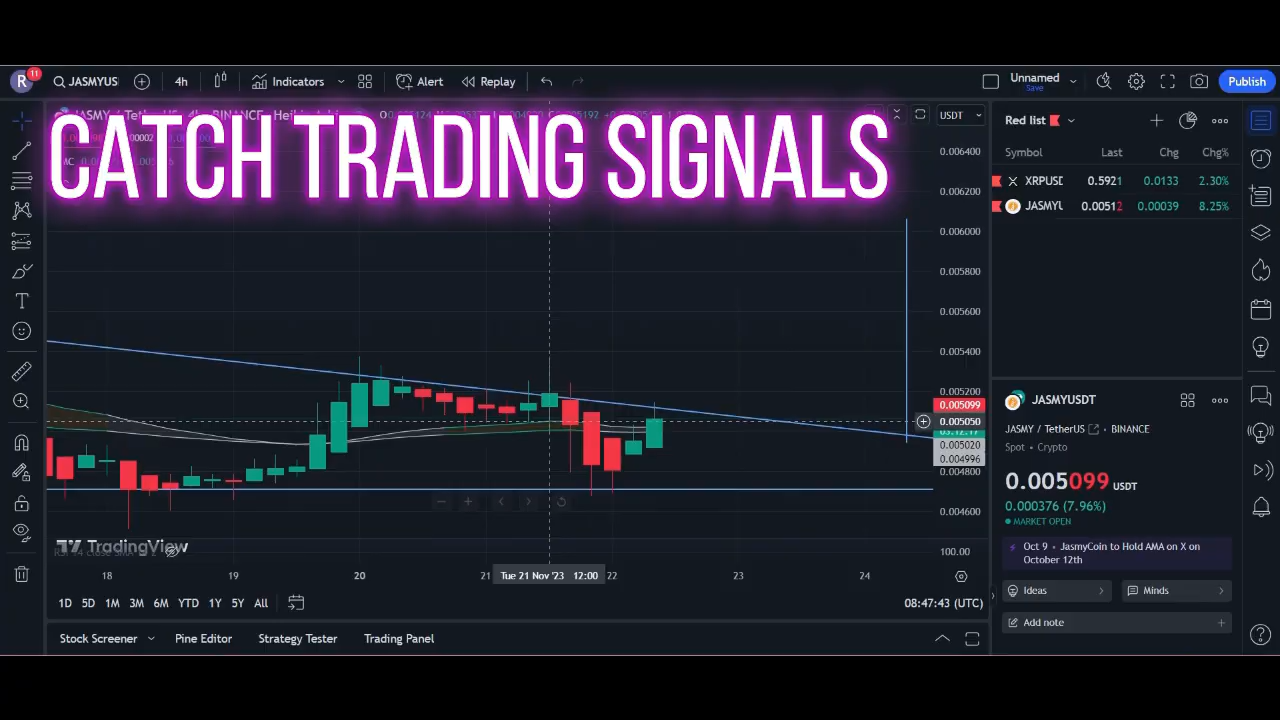 R 11 JASMYUS 4h Indicators Alert Replay Unnamed Save Publish
CATCH TRADING SIGNALS
USDT
0.006400
0.006200
0.006000
0.005800
0.005600
0.005400
0.005200
0.005099
0.005050
0.005020
0.004996
0.004800
0.004600
100.00
TradingView
18 19 20 21 Tue 21 Nov '23 12:00 22 23 24
1D 5D 1M 3M 6M YTD 1Y 5Y All 08:47:43 (UTC)
Stock Screener Pine Editor Strategy Tester Trading Panel
Red list
Symbol Last Chg Chg%
XRPUSD 0.5921 0.0133 2.30%
JASMYU 0.00512 0.00039 8.25%
JASMYUSDT
JASMY / TetherUS • BINANCE
Spot • Crypto
0.005099 USDT
0.000376 (7.96%)
MARKET OPEN
Oct 9 • JasmyCoin to Hold AMA on X on
October 12th
Ideas Minds
Add note